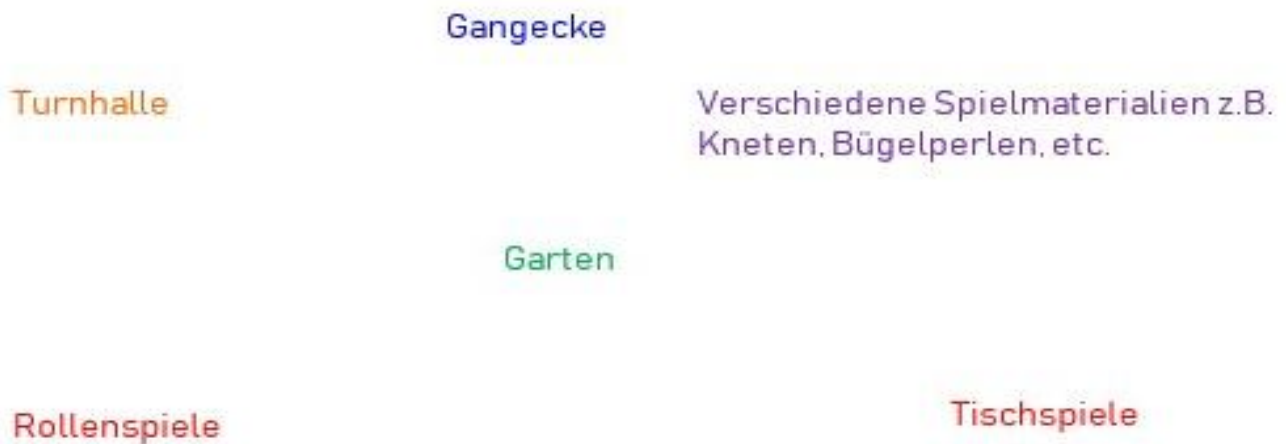 Gangecke
Turnhalle
Verschiedene Spielmaterialien z.B.
Kneten, Bügelperlen, etc.
Garten
Rollenspiele
Tischspiele